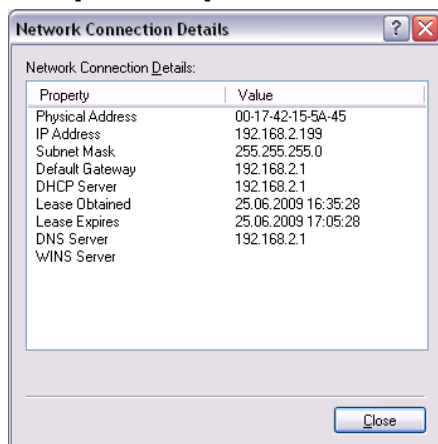 Network Connection Details
Network Connection Details:
Property Value
Physical Address 00-17-42-15-5A-45
IP Address 192.168.2.199
Subnet Mask 255.255.255.0
Default Gateway 192.168.2.1
DHCP Server 192.168.2.1
Lease Obtained 25.06.2009 16:35:28
Lease Expires 25.06.2009 17:05:28
DNS Server 192.168.2.1
WINS Server
Close